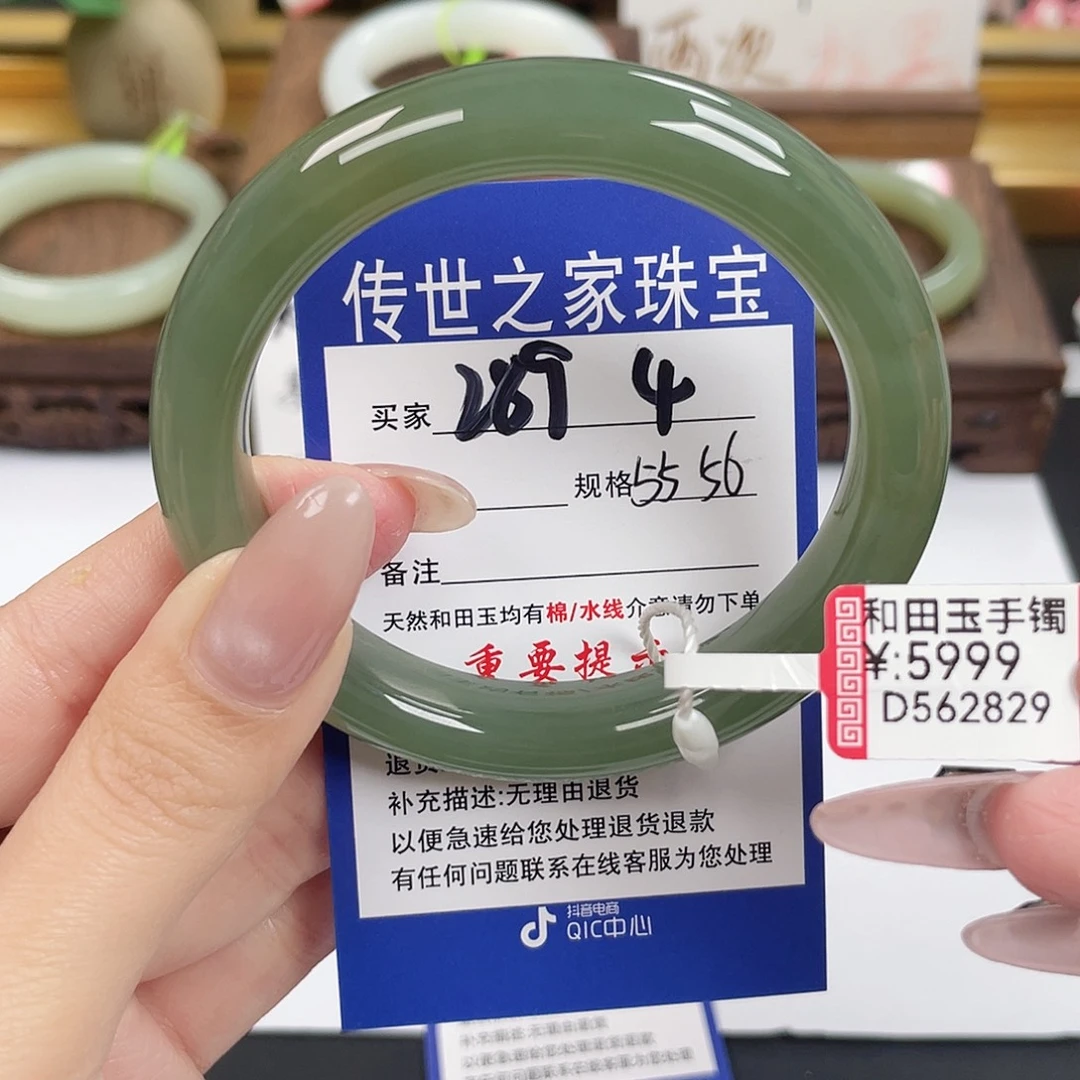 传世之家珠宝
买家 289 4
规格 55 56
备注
天然和田玉均有棉/水线介意请勿下单
重要提示
补充描述:无理由退货
以便急速给您处理退货退款
有任何问题联系在线客服为您处理
抖音电商
QIC中心
和田玉手镯
¥:5999
D562829